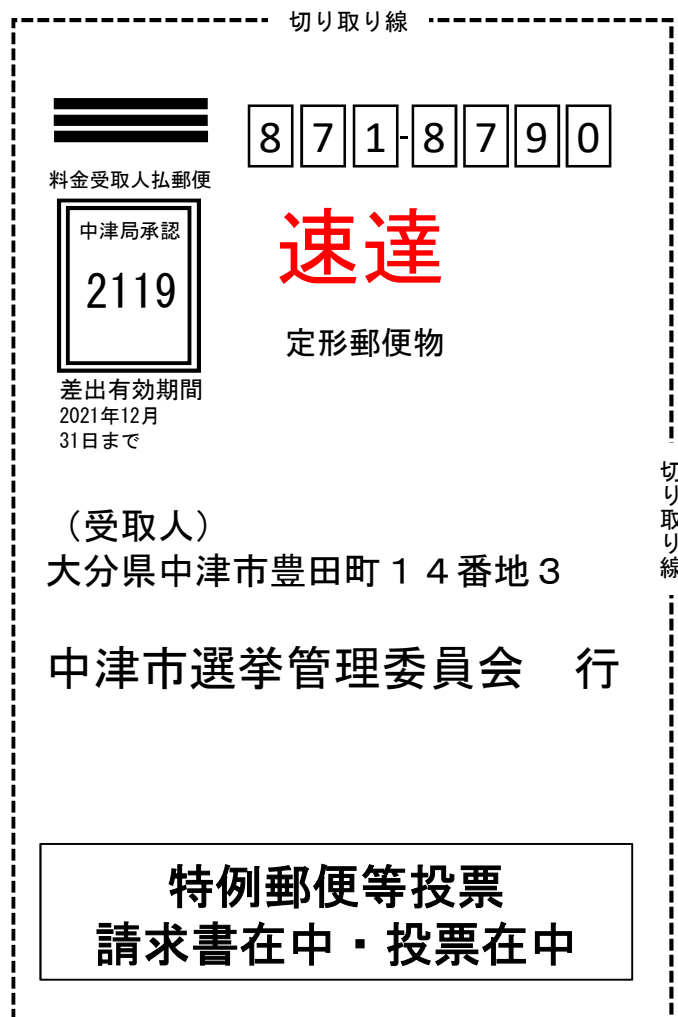 切り取り線
871-8790
料金受取人払郵便
中津局承認
2119
速達
定形郵便物
差出有効期間
2021年12月
31日まで
切り取り線
（受取人）
大分県中津市豊田町１４番地３
中津市選挙管理委員会　行
特例郵便等投票
請求書在中・投票在中